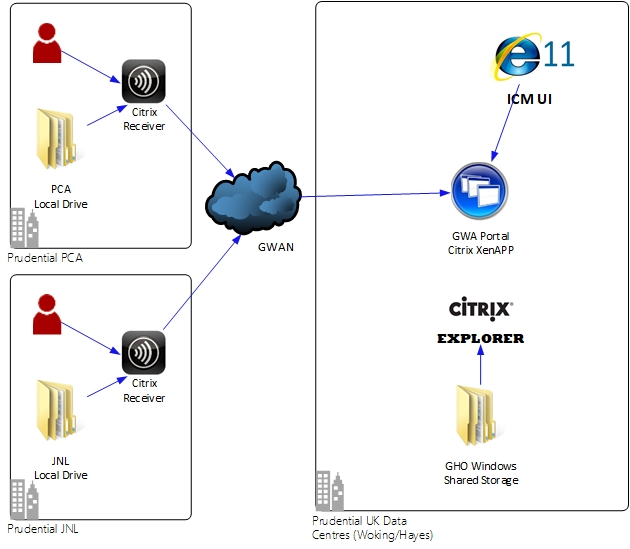 Citrix
Receiver
PCA
Local Drive
Prudential PCA
Citrix
Receiver
JNL
Local Drive
Prudential JNL
GWAN
e11
ICM UI
GWA Portal
Citrix XenAPP
CITRIX®
EXPLORER
GHO Windows
Shared Storage
Prudential UK Data
Centres (Woking/Hayes)